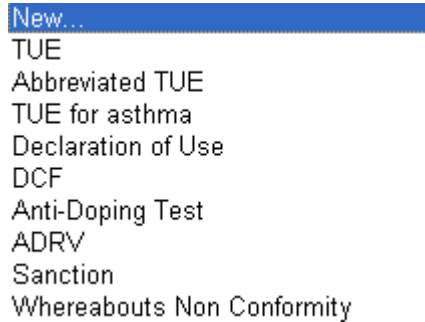 New...
TUE
Abbreviated TUE
TUE for asthma
Declaration of Use
DCF
Anti-Doping Test
ADRV
Sanction
Whereabouts Non Conformity